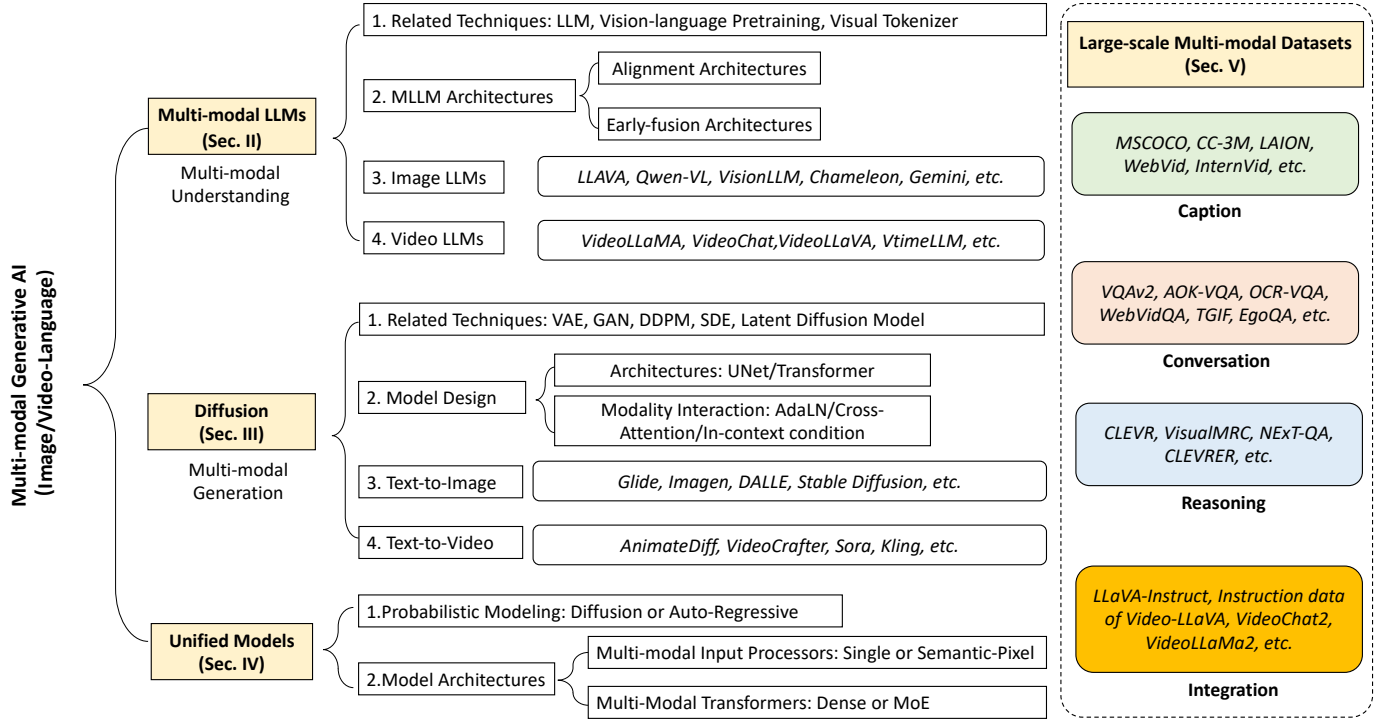 Multi-modal Generative AI
(Image/Video-Language)
Multi-modal LLMs
(Sec. II)
Multi-modal
Understanding
1. Related Techniques: LLM, Vision-language Pretraining, Visual Tokenizer
2. MLLM Architectures
Alignment Architectures
Early-fusion Architectures
3. Image LLMs
LLAVA, Qwen-VL, VisionLLM, Chameleon, Gemini, etc.
4. Video LLMs
VideoLLaMA, VideoChat,VideoLLaVA, VtimeLLM, etc.
Diffusion
(Sec. III)
Multi-modal
Generation
1. Related Techniques: VAE, GAN, DDPM, SDE, Latent Diffusion Model
2. Model Design
Architectures: UNet/Transformer
Modality Interaction: AdaLN/Cross-
Attention/In-context condition
3. Text-to-Image
Glide, Imagen, DALLE, Stable Diffusion, etc.
4. Text-to-Video
AnimateDiff, VideoCrafter, Sora, Kling, etc.
Unified Models
(Sec. IV)
1.Probabilistic Modeling: Diffusion or Auto-Regressive
2.Model Architectures
Multi-modal Input Processors: Single or Semantic-Pixel
Multi-Modal Transformers: Dense or MoE
Large-scale Multi-modal Datasets
(Sec. V)
MSCOCO, CC-3M, LAION,
WebVid, InternVid, etc.
Caption
VQAv2, AOK-VQA, OCR-VQA,
WebVidQA, TGIF, EgoQA, etc.
Conversation
CLEVR, VisualMRC, NExT-QA,
CLEVRER, etc.
Reasoning
LLaVA-Instruct, Instruction data
of Video-LLaVA, VideoChat2,
VideoLLaMa2, etc.
Integration